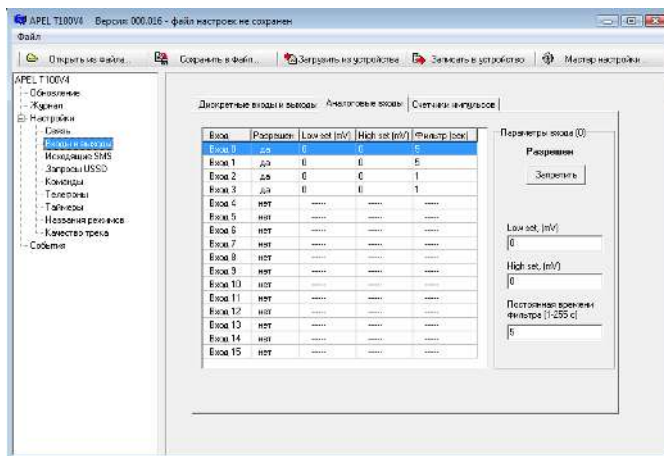 APEL T100V4    Версия: 000.016 - файл настроек не сохранен
Файл
Открыть из файла...    Сохранить в файл...    Загрузить из устройства    Записать в устройство    Мастер настройки...
APEL T100V4
Обновление
Журнал
Настройки
Связь
Входы и выходы
Исходящие SMS
Запросы USSD
Команды
Телефоны
Таймеры
Названия режимов
Качество трека
События
Дискретные входы и выходы    Аналоговые входы    Счетчики импульсов
Вход    Разрешен    Low set (mV)    High set (mV)    Фильтр (сек)
Вход 0    да    0    0    5
Вход 1    да    0    0    5
Вход 2    да    0    0    1
Вход 3    да    0    0    1
Вход 4    нет    -----    -----    -----
Вход 5    нет    -----    -----    -----
Вход 6    нет    -----    -----    -----
Вход 7    нет    -----    -----    -----
Вход 8    нет    -----    -----    -----
Вход 9    нет    -----    -----    -----
Вход 10    нет    -----    -----    -----
Вход 11    нет    -----    -----    -----
Вход 12    нет    -----    -----    -----
Вход 13    нет    -----    -----    -----
Вход 14    нет    -----    -----    -----
Вход 15    нет    -----    -----    -----
Параметры входа (0)
Разрешен
Запретить
Low set, (mV)
0
High set, (mV)
0
Постоянная времени
фильтра (1-255 с)
5